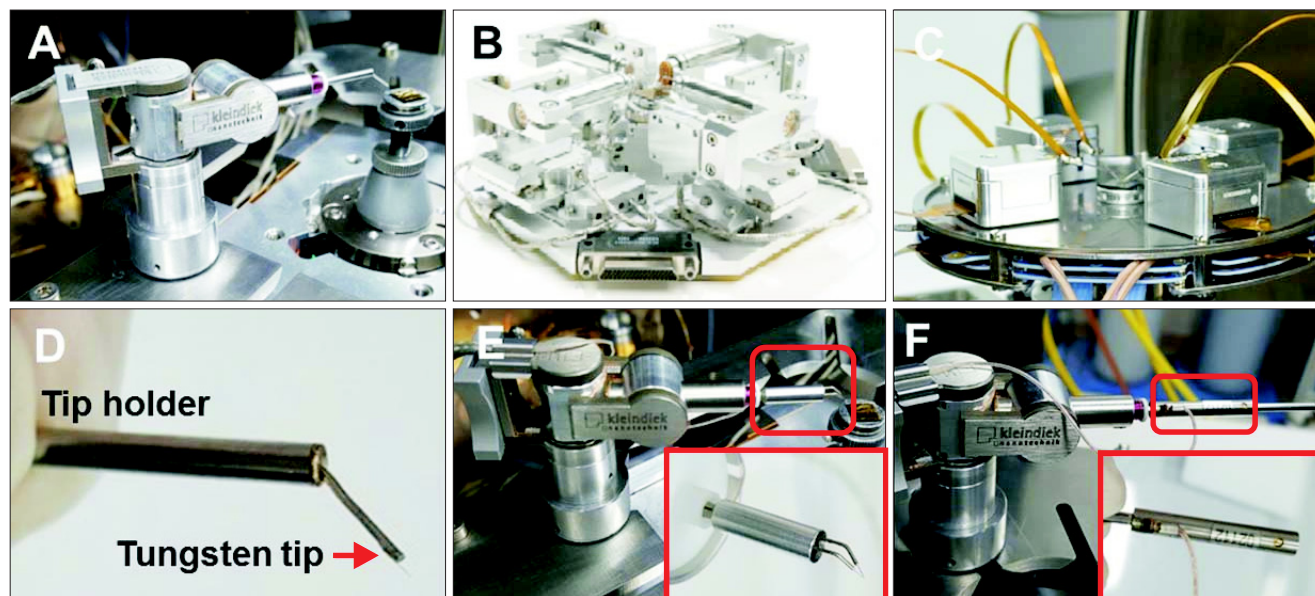 A
kleindiek
nanotechnik
B
C
D
Tip holder
Tungsten tip
E
kleindiek
nanotechnik
F
kleindiek
nanotechnik